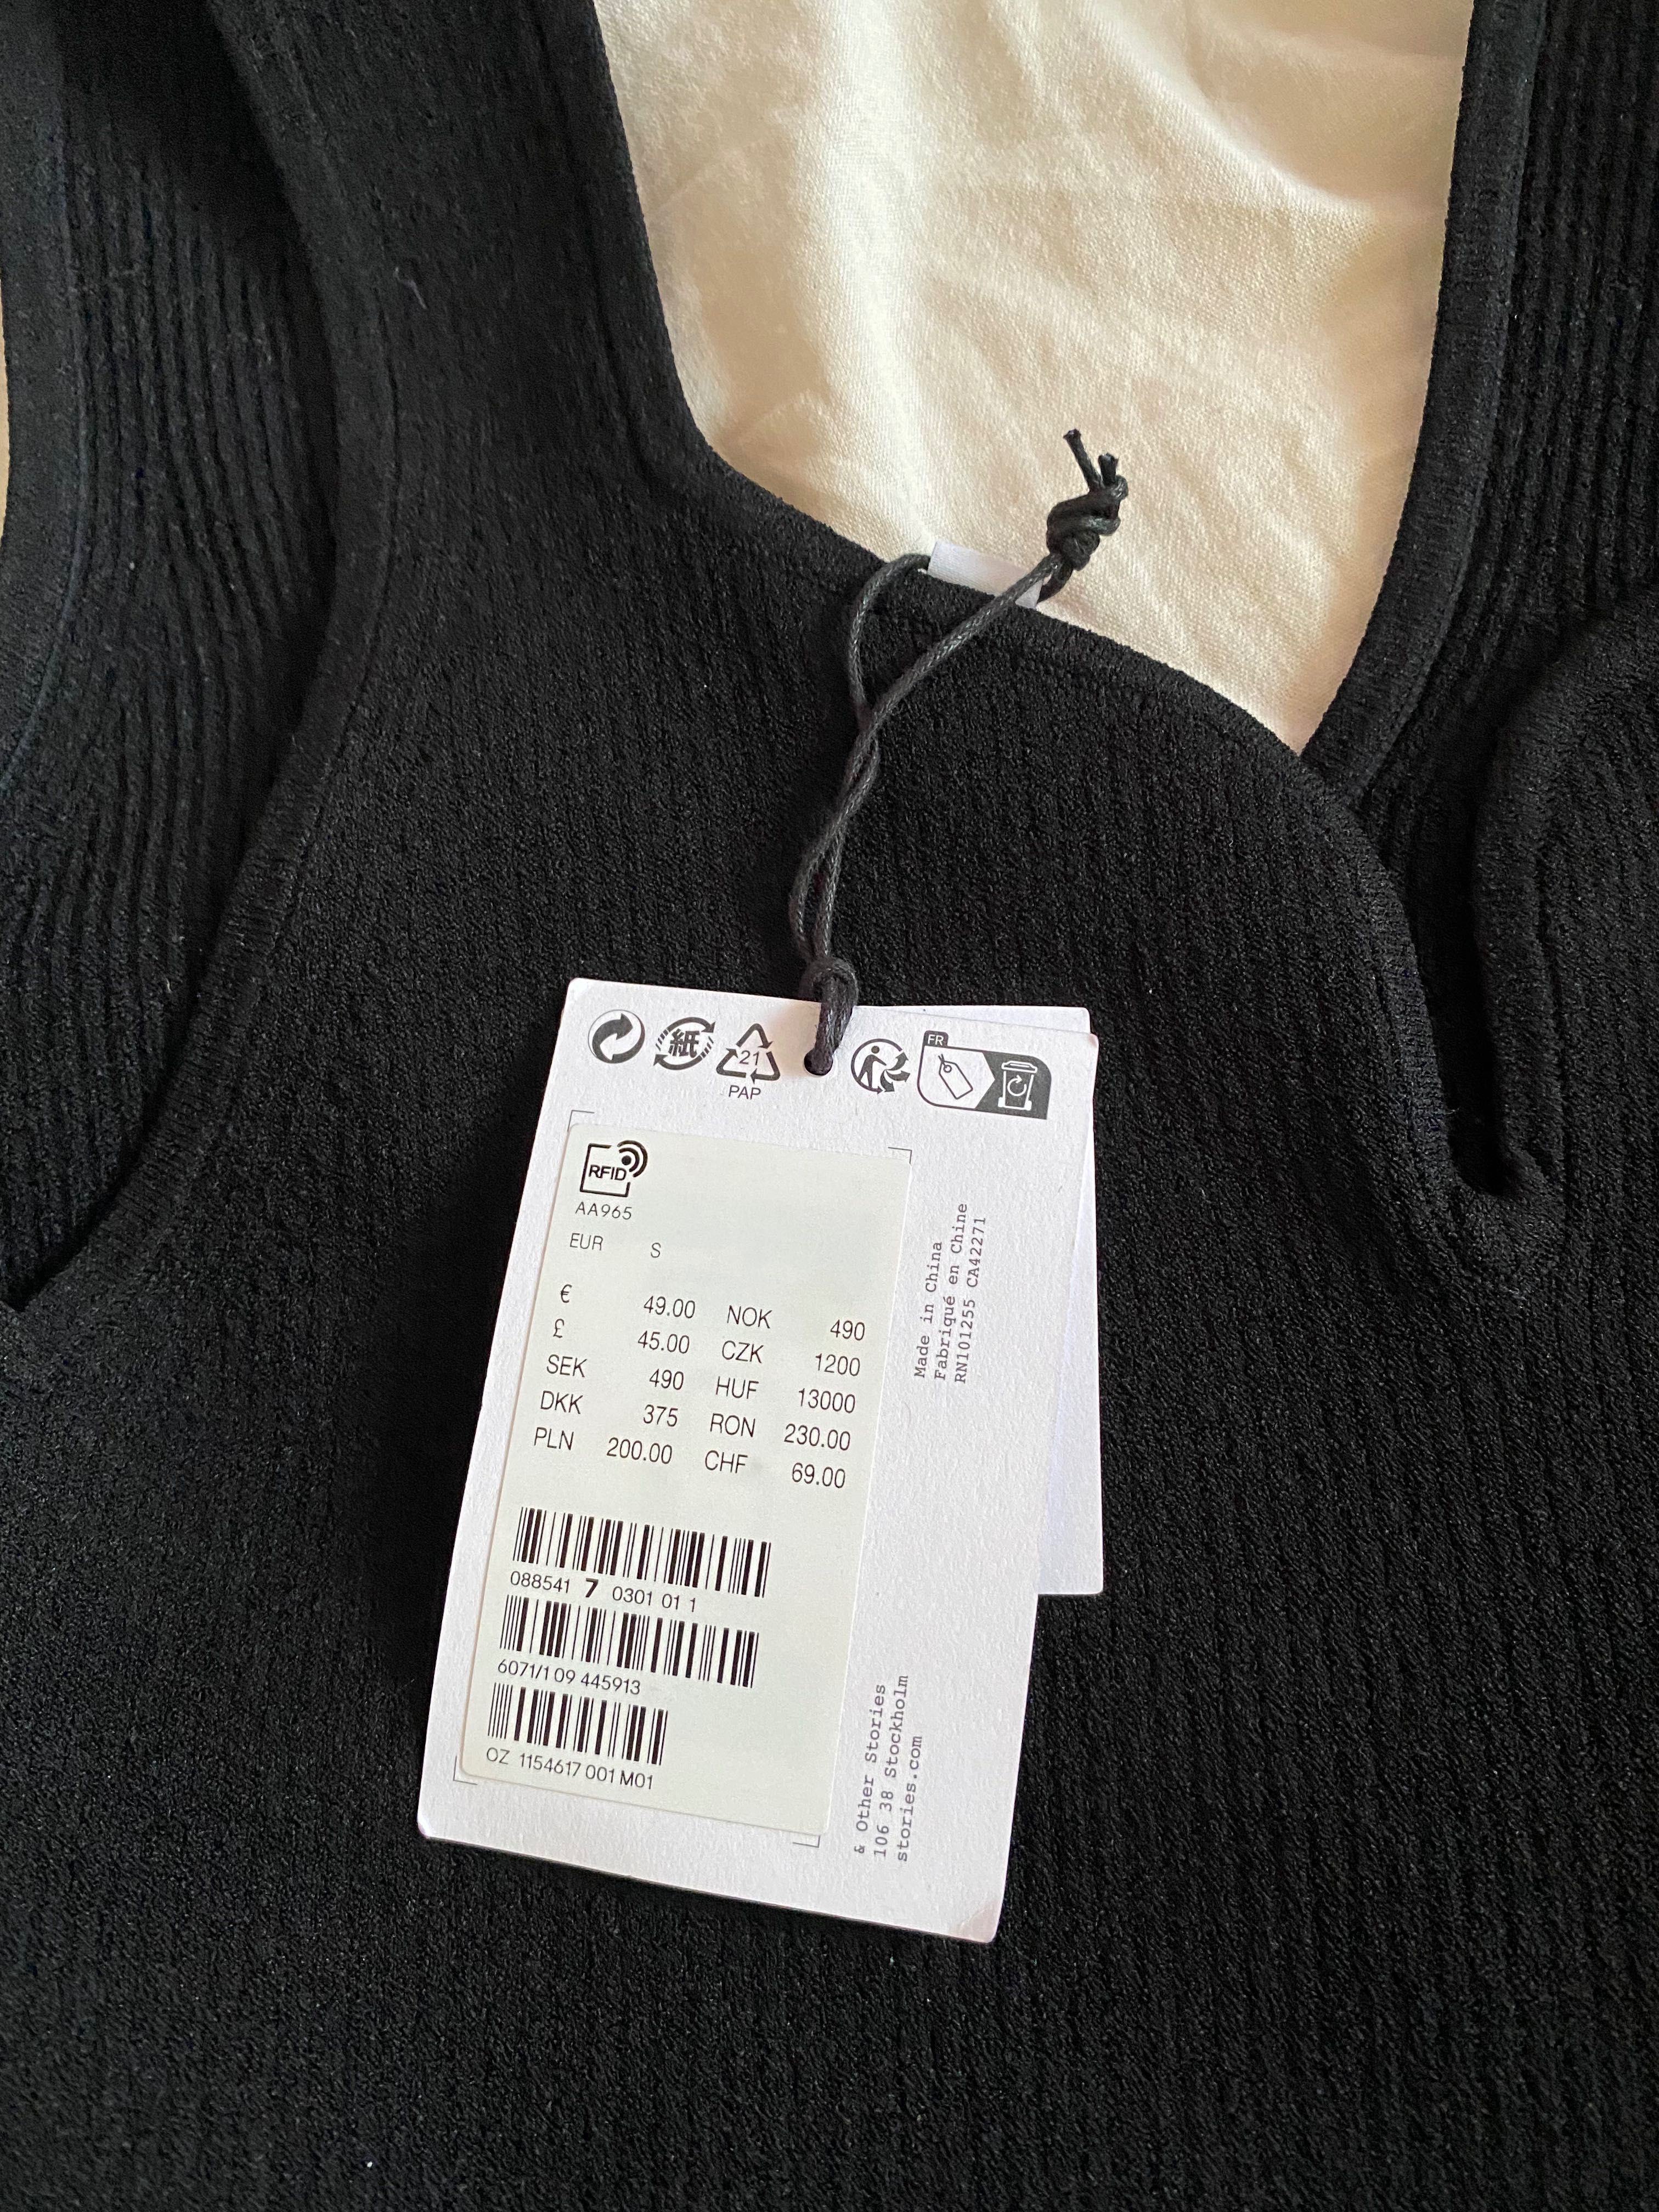 紙
21
PAP
FR
RFID
AA965
EUR S
€ 49.00 NOK 490
£ 45.00 CZK 1200
SEK 490 HUF 13000
DKK 375 RON 230.00
PLN 200.00 CHF 69.00
088541 7 0301 01 1
6071/1 09 445913
OZ 1154617 001 M01
Made in China
Fabriqué en Chine
RN101255 CA42271
& Other Stories
106 38 Stockholm
stories.com